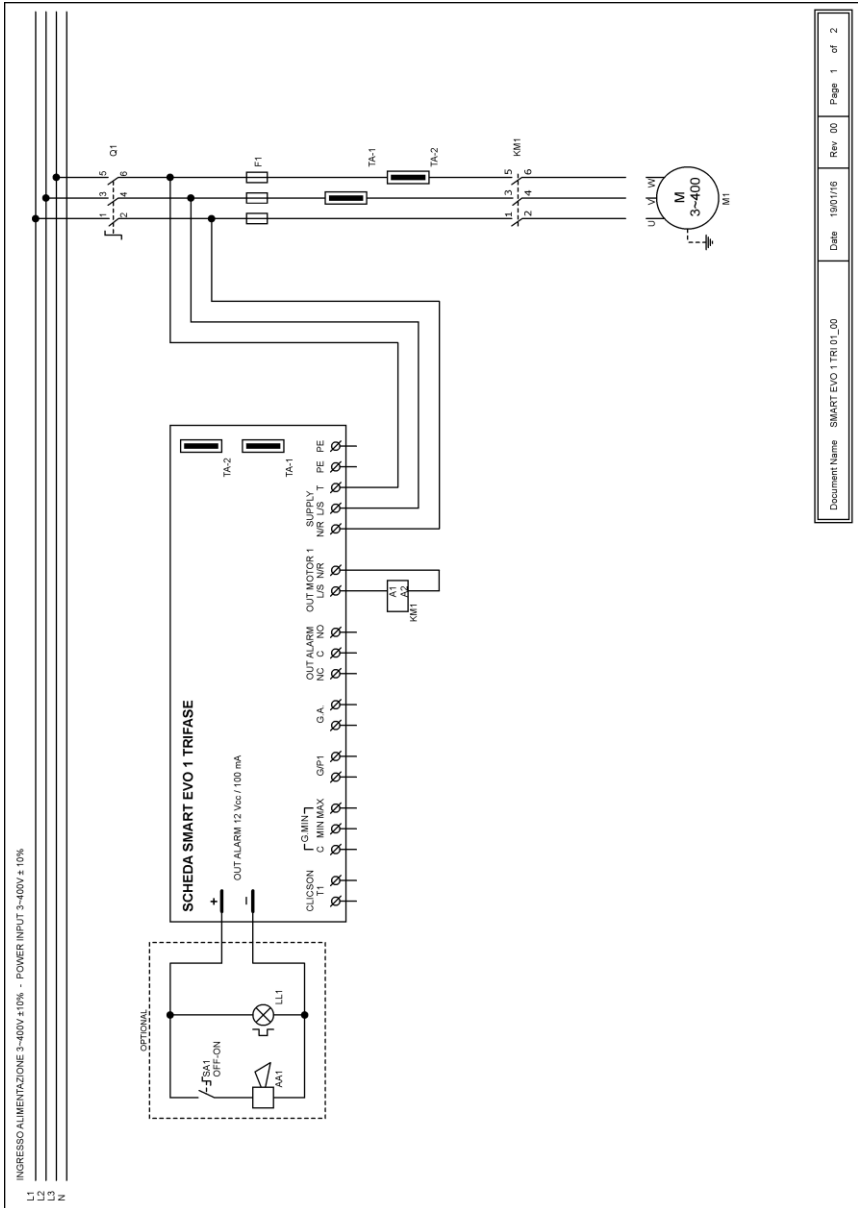 INGRESSO ALIMENTAZIONE 3~400V ±10% - POWER INPUT 3~400V ± 10%
L1
L2
L3
N
Q1
1 3 5
2 4 6
F1
TA-1
TA-2
KM1
1 3 5
2 4 6
U V W
M
3~400
M1
OPTIONAL
SA1
OFF-ON
AA1
LL1
SCHEDA SMART EVO 1 TRIFASE
OUT ALARM 12 Vcc / 100 mA
+
-
TA-2
TA-1
CLICSON
T1
G.MIN
C MIN MAX
G/P1
G.A.
OUT ALARM
NC C NO
OUT MOTOR 1
L/S N/R
SUPPLY
N/R L/S T
PE PE
A1
A2
KM1
Document Name SMART EVO 1 TRI 01_00 Date 19/01/16 Rev 00 Page 1 of 2